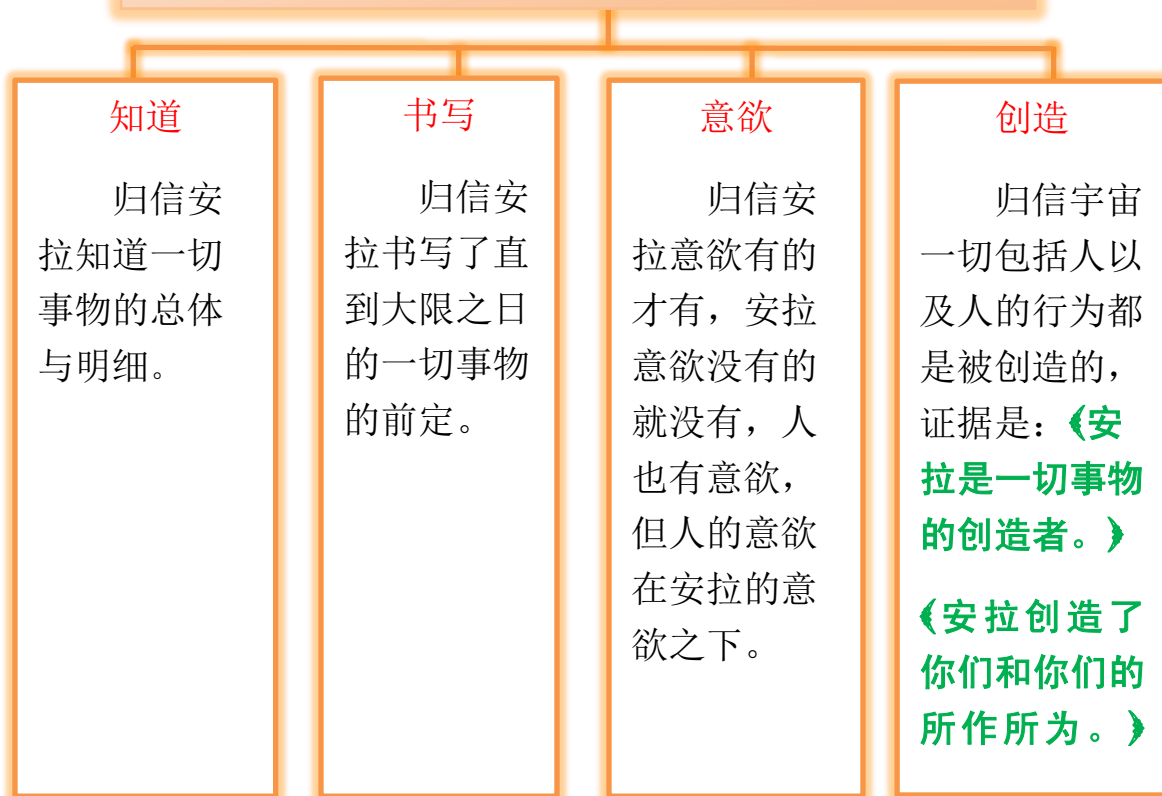 知道
归信安
拉知道一切
事物的总体
与明细。
书写
归信安
拉书写了直
到大限之日
的一切事物
的前定。
意欲
归信安
拉意欲有的
才有，安拉
意欲没有的
就没有，人
也有意欲，
但人的意欲
在安拉的意
欲之下。
创造
归信宇宙
一切包括人以
及人的行为都
是被创造的，
证据是：﴾安
拉是一切事物
的创造者。﴿
﴾安拉创造了
你们和你们的
所作所为。﴿